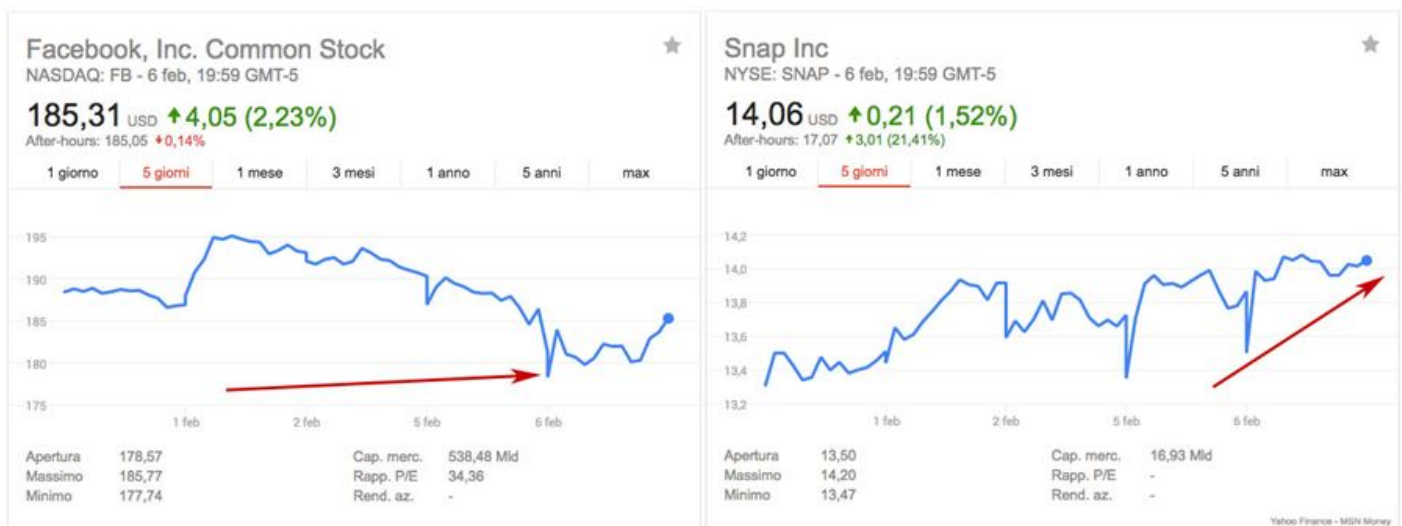 Facebook, Inc. Common Stock
NASDAQ: FB - 6 feb, 19:59 GMT-5
185,31 USD 4,05 (2,23%)
After-hours: 185,05 0,14%
1 giorno 5 giorni 1 mese 3 mesi 1 anno 5 anni max
195
190
185
180
175
1 feb 2 feb 5 feb 6 feb
Apertura 178,57 Cap. merc. 538,48 Mld
Massimo 185,77 Rapp. P/E 34,36
Minimo 177,74 Rend. az. -
Snap Inc
NYSE: SNAP - 6 feb, 19:59 GMT-5
14,06 USD 0,21 (1,52%)
After-hours: 17,07 3,01 (21,41%)
1 giorno 5 giorni 1 mese 3 mesi 1 anno 5 anni max
14,2
14,0
13,8
13,6
13,4
13,2
1 feb 2 feb 5 feb 6 feb
Apertura 13,50 Cap. merc. 16,93 Mld
Massimo 14,20 Rapp. P/E -
Minimo 13,47 Rend. az. -
Yahoo Finance - MSN Money